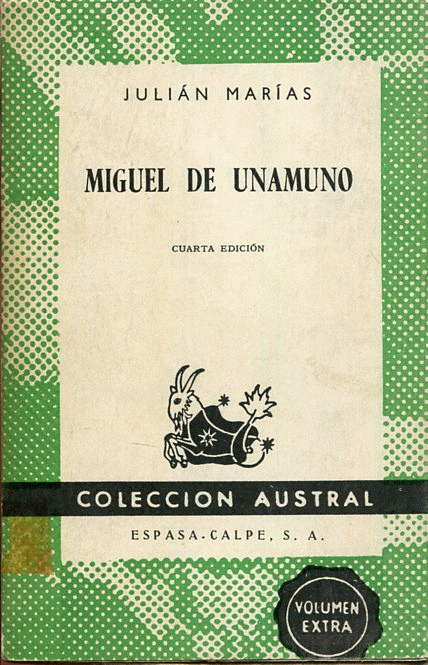 JULIÁN MARÍAS
MIGUEL DE UNAMUNO
CUARTA EDICIÓN
COLECCION AUSTRAL
ESPASA-CALPE, S. A.
VOLUMEN
EXTRA